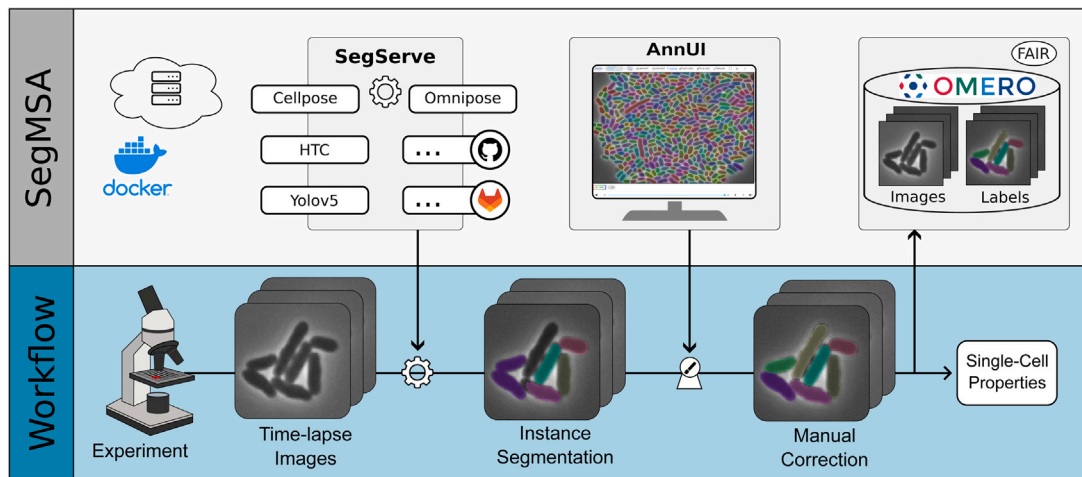 SegMSA
docker
SegServe
Cellpose
Omnipose
HTC
...
Yolov5
...
AnnUI
FAIR
OMERO
Images
Labels
Workflow
Experiment
Time-lapse
Images
Instance
Segmentation
Manual
Correction
Single-Cell
Properties